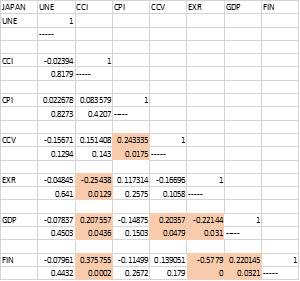 JAPAN UNE CCI CPI CCV EXR GDP FIN
UNE 1
-----
CCI -0.02394 1
0.8179 -----
CPI 0.022678 0.083579 1
0.8273 0.4207 -----
CCV -0.15671 0.151408 0.243335 1
0.1294 0.143 0.0175 -----
EXR -0.04845 -0.25438 0.117314 -0.16696 1
0.641 0.0129 0.2575 0.1058 -----
GDP -0.07837 0.207557 -0.14875 0.20357 -0.22144 1
0.4503 0.0436 0.1503 0.0479 0.031 -----
FIN -0.07961 0.375755 -0.11499 0.139051 -0.5779 0.220145 1
0.4432 0.0002 0.2672 0.179 0 0.0321 -----